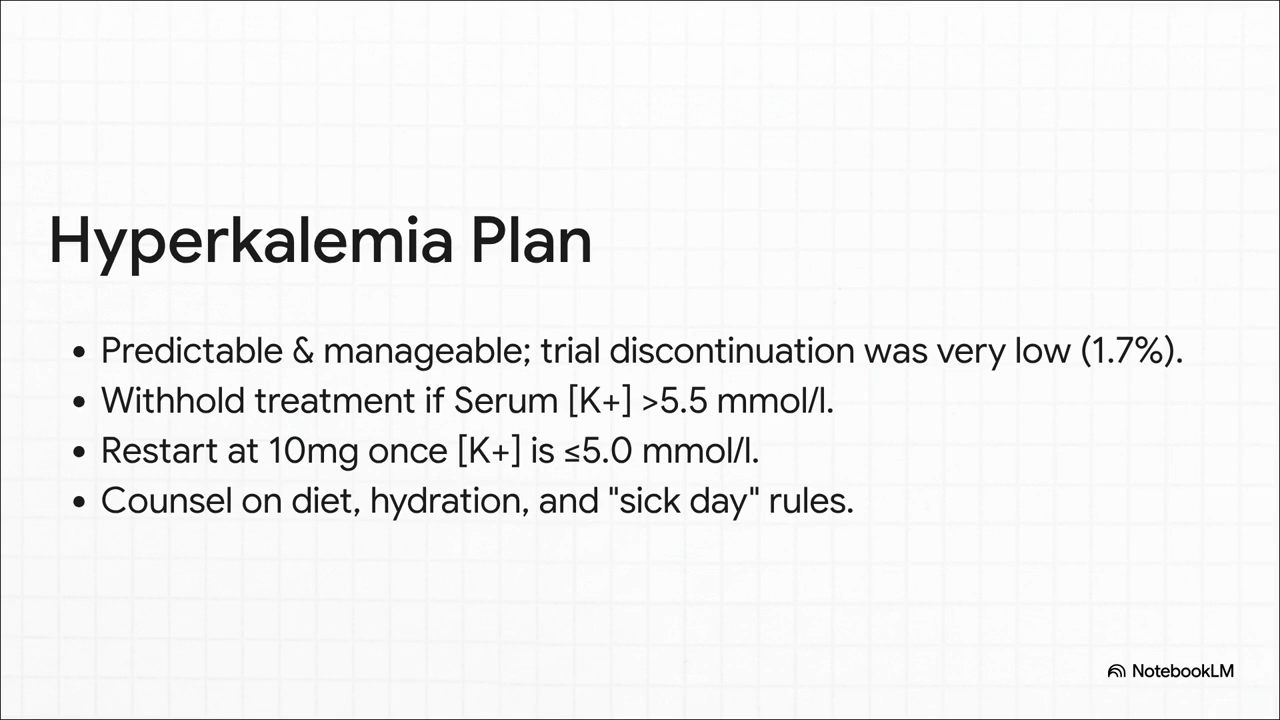 Hyperkalemia Plan
• Predictable & manageable; trial discontinuation was very low (1.7%).
• Withhold treatment if Serum [K+] >5.5 mmol/l.
• Restart at 10mg once [K+] is ≤5.0 mmol/l.
• Counsel on diet, hydration, and "sick day" rules.
NotebookLM